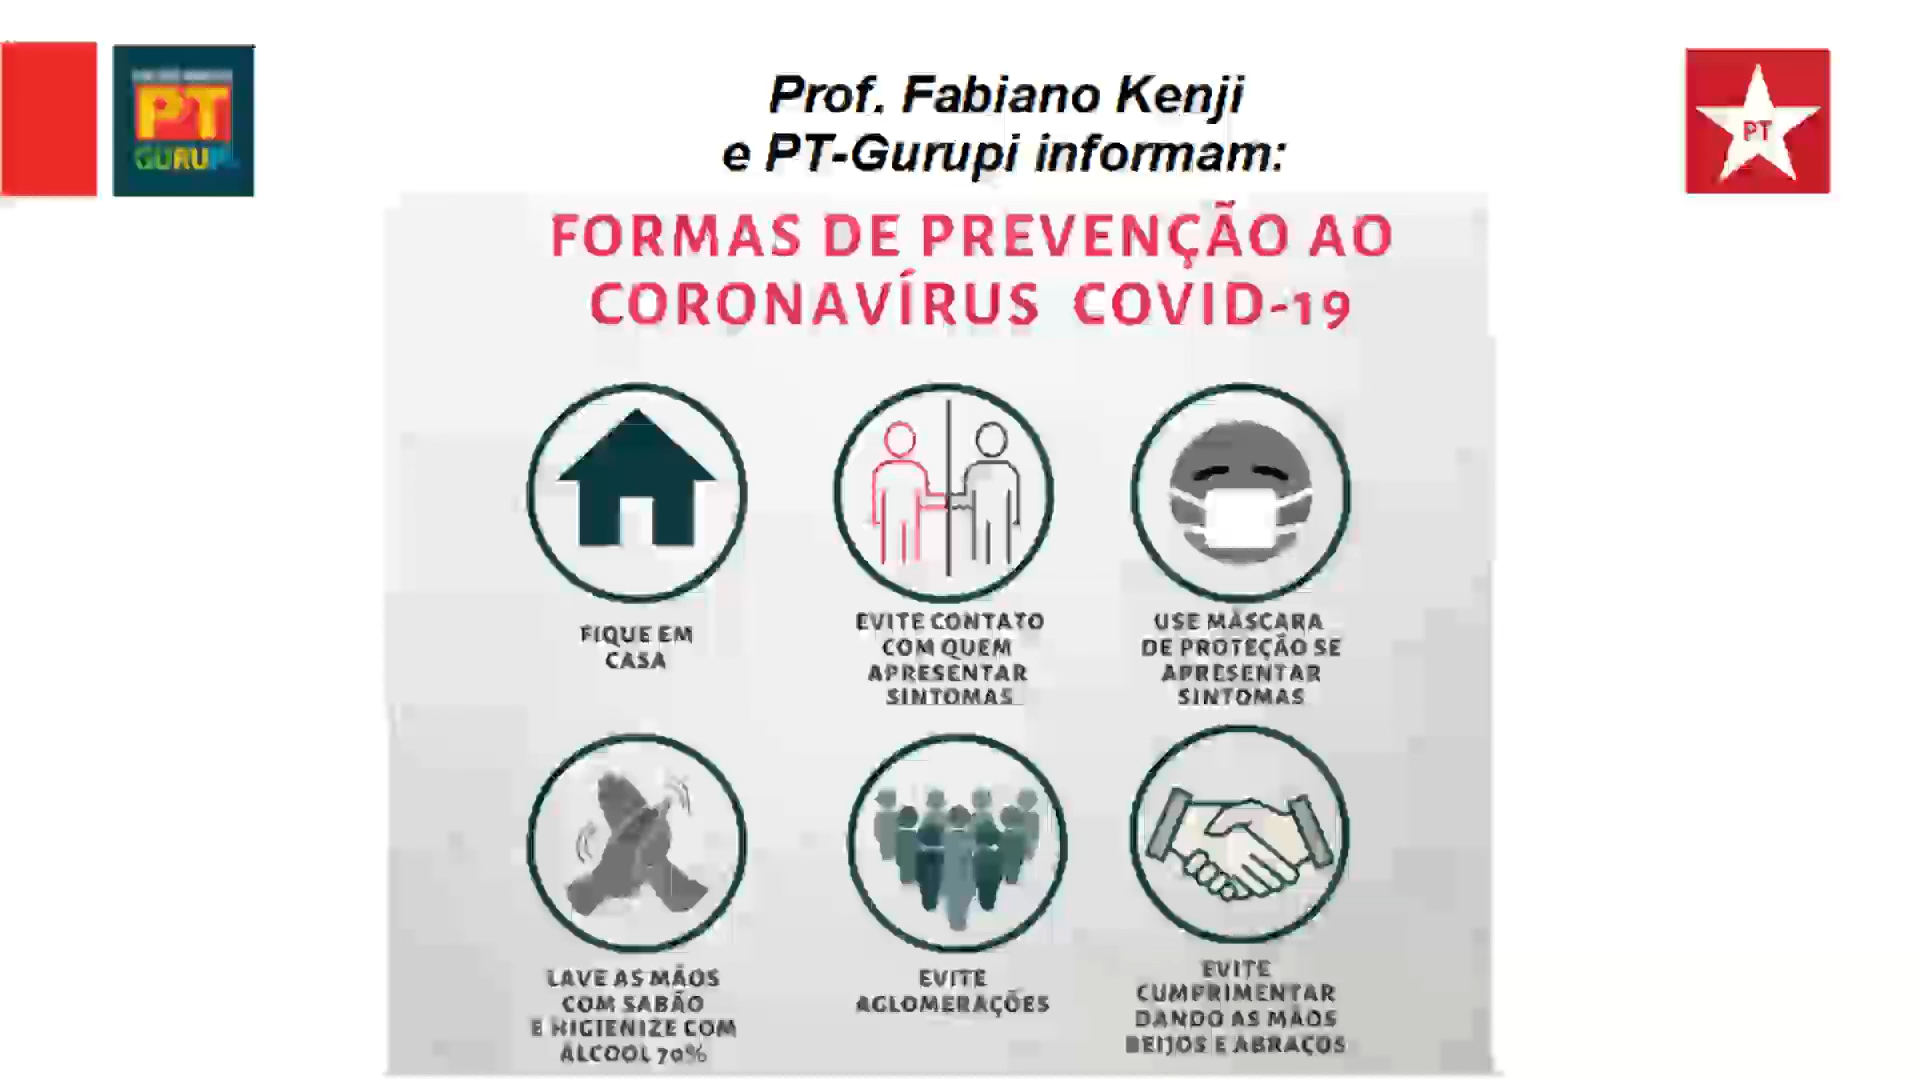 PT
GURUPI
Prof. Fabiano Kenji
e PT-Gurupi informam:
PT
FORMAS DE PREVENÇÃO AO
CORONAVÍRUS COVID-19
FIQUE EM
CASA
EVITE CONTATO
COM QUEM
APRESENTAR
SINTOMAS
USE MÁSCARA
DE PROTEÇÃO SE
APRESENTAR
SINTOMAS
LAVE AS MÃOS
COM SABÃO
E HIGIENIZE COM
ÁLCOOL 70%
EVITE
AGLOMERAÇÕES
EVITE
CUMPRIMENTAR
DANDO AS MÃOS
BEIJOS E ABRAÇOS